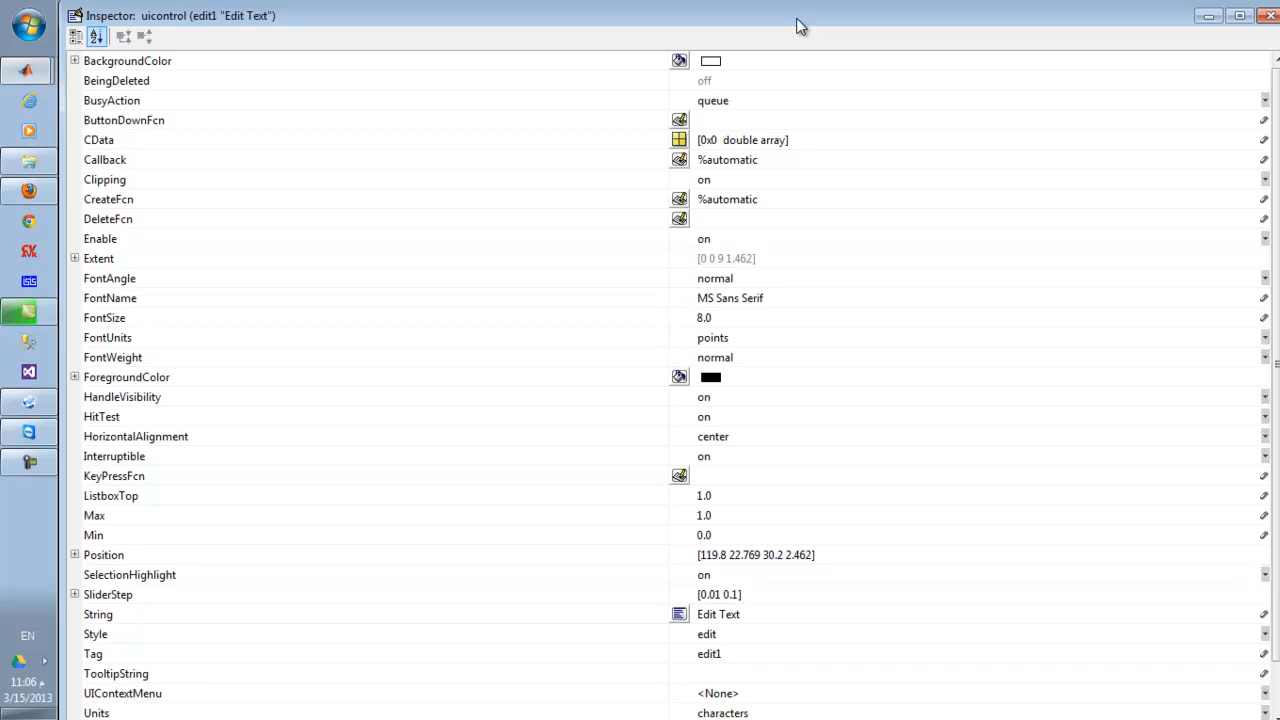 Inspector:  uicontrol (edit1 "Edit Text")
BackgroundColor
BeingDeleted off
BusyAction queue
ButtonDownFcn
CData [0x0  double array]
Callback %automatic
Clipping on
CreateFcn %automatic
DeleteFcn
Enable on
Extent [0 0 9 1.462]
FontAngle normal
FontName MS Sans Serif
FontSize 8.0
FontUnits points
FontWeight normal
ForegroundColor
HandleVisibility on
HitTest on
HorizontalAlignment center
Interruptible on
KeyPressFcn
ListboxTop 1.0
Max 1.0
Min 0.0
Position [119.8 22.769 30.2 2.462]
SelectionHighlight on
SliderStep [0.01 0.1]
String Edit Text
Style edit
Tag edit1
TooltipString
UIContextMenu <None>
Units characters
CV
AVR
ISIS
EN
11:06 م
3/15/2013